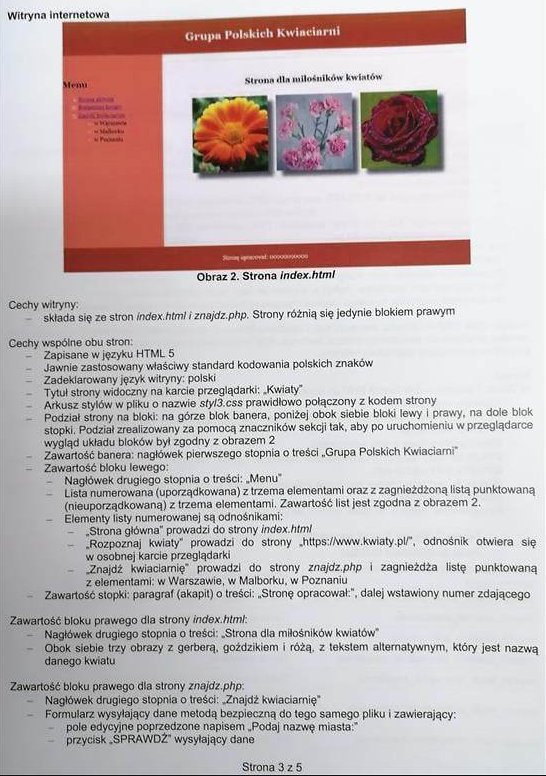 Witryna internetowa
Grupa Polskich Kwiaciarni
Menu
Strona dla miłośników kwiatów
Strona główna
Rozpoznaj kwiaty
Znajdź kwiaciarnię
w Warszawie
w Malborku
w Poznaniu
Stronę opracował:
Obraz 2. Strona index.html
Cechy witryny:
– składa się ze stron index.html i znajdz.php. Strony różnią się jedynie blokiem prawym
Cechy wspólne obu stron:
– Zapisane w języku HTML 5
– Jawnie zastosowany właściwy standard kodowania polskich znaków
– Zadeklarowany język witryny: polski
– Tytuł strony widoczny na karcie przeglądarki: „Kwiaty”
– Arkusz stylów w pliku o nazwie styl3.css prawidłowo połączony z kodem strony
– Podział strony na bloki: na górze blok banera, poniżej obok siebie bloki lewy i prawy, na dole blok
stopki. Podział zrealizowany za pomocą znaczników sekcji tak, aby po uruchomieniu w przeglądarce
wygląd układu bloków był zgodny z obrazem 2
– Zawartość banera: nagłówek pierwszego stopnia o treści „Grupa Polskich Kwiaciarni”
– Zawartość bloku lewego:
– Nagłówek drugiego stopnia o treści: „Menu”
– Lista numerowana (uporządkowana) z trzema elementami oraz z zagnieżdżoną listą punktowaną
(nieuporządkowaną) z trzema elementami. Zawartość list jest zgodna z obrazem 2.
– Elementy listy numerowanej są odnośnikami:
– „Strona główna” prowadzi do strony index.html
– „Rozpoznaj kwiaty” prowadzi do strony „https://www.kwiaty.pl/”, odnośnik otwiera się
w osobnej karcie przeglądarki
– „Znajdź kwiaciarnię” prowadzi do strony znajdz.php i zagnieżdża listę punktowaną
z elementami: w Warszawie, w Malborku, w Poznaniu
– Zawartość stopki: paragraf (akapit) o treści: „Stronę opracował:”, dalej wstawiony numer zdającego
Zawartość bloku prawego dla strony index.html:
– Nagłówek drugiego stopnia o treści: „Strona dla miłośników kwiatów”
– Obok siebie trzy obrazy z gerberą, goździkiem i różą, z tekstem alternatywnym, który jest nazwą
danego kwiatu
Zawartość bloku prawego dla strony znajdz.php:
– Nagłówek drugiego stopnia o treści: „Znajdź kwiaciarnię”
– Formularz wysyłający dane metodą bezpieczną do tego samego pliku i zawierający:
– pole edycyjne poprzedzone napisem „Podaj nazwę miasta:”
– przycisk „SPRAWDŹ” wysyłający dane
Strona 3 z 5